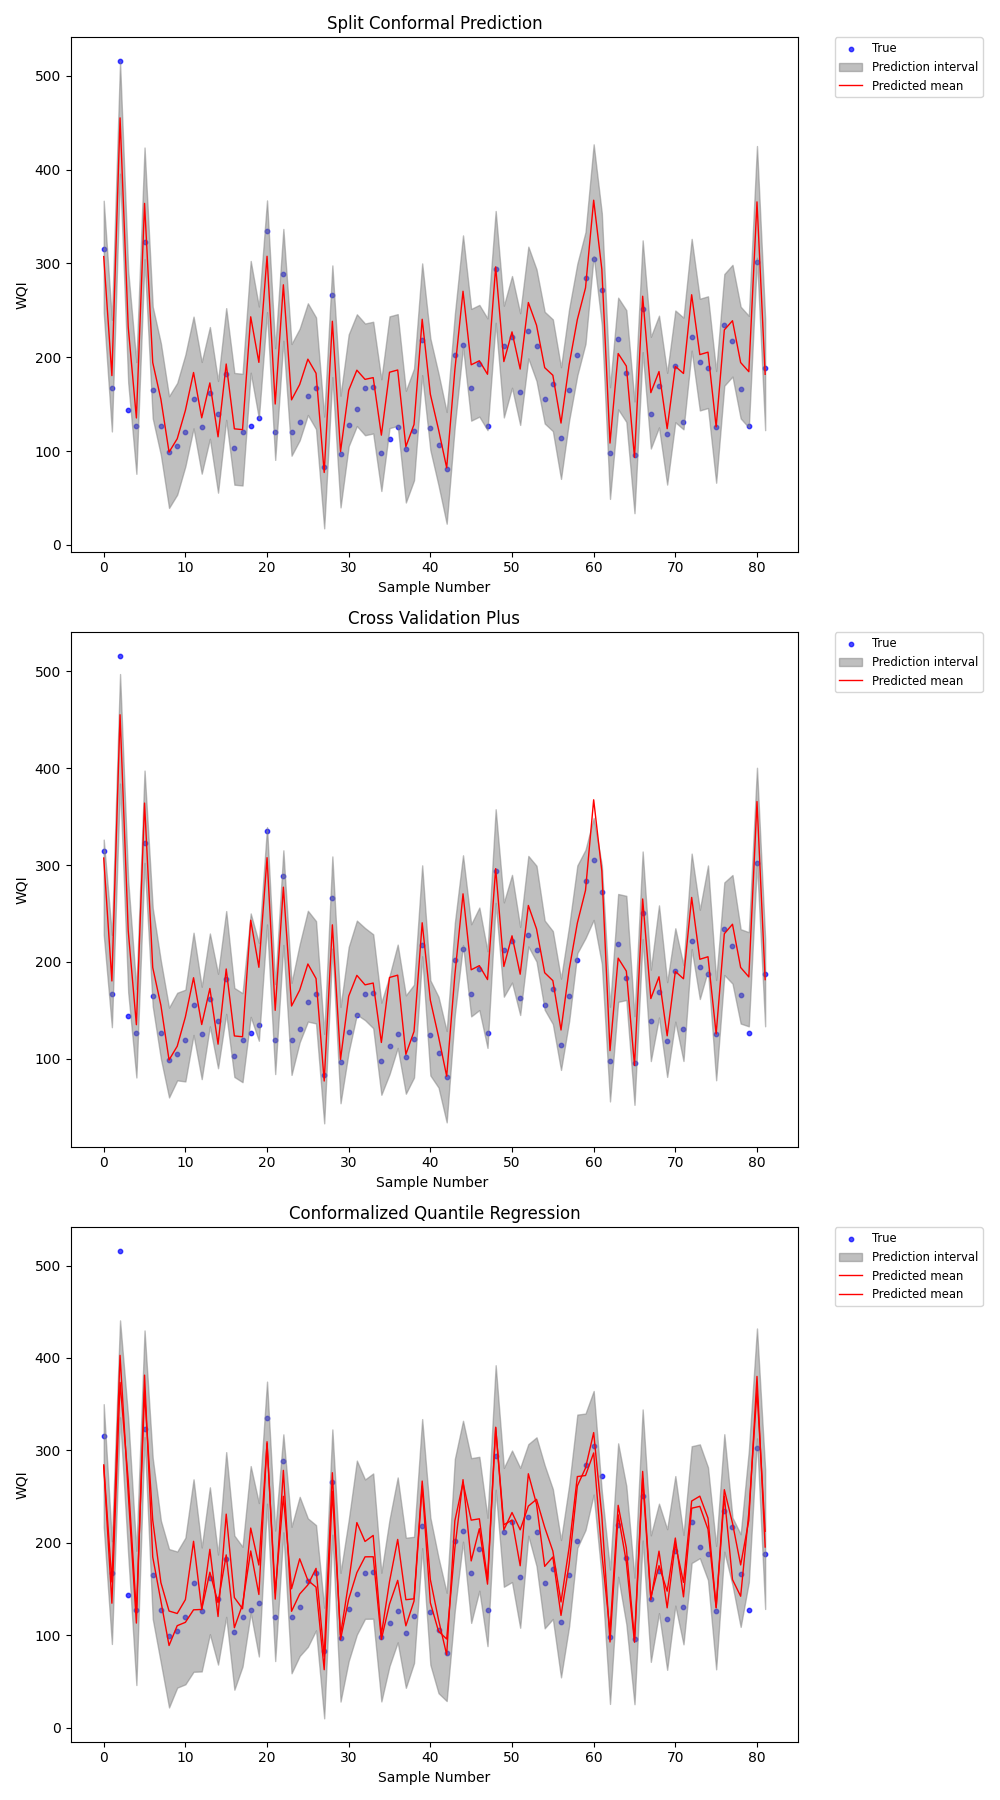 Split Conformal Prediction
True
Prediction interval
Predicted mean
WQI
500
400
300
200
100
0
0 10 20 30 40 50 60 70 80
Sample Number
Cross Validation Plus
True
Prediction interval
Predicted mean
WQI
500
400
300
200
100
0 10 20 30 40 50 60 70 80
Sample Number
Conformalized Quantile Regression
True
Prediction interval
Predicted mean
Predicted mean
WQI
500
400
300
200
100
0
0 10 20 30 40 50 60 70 80
Sample Number